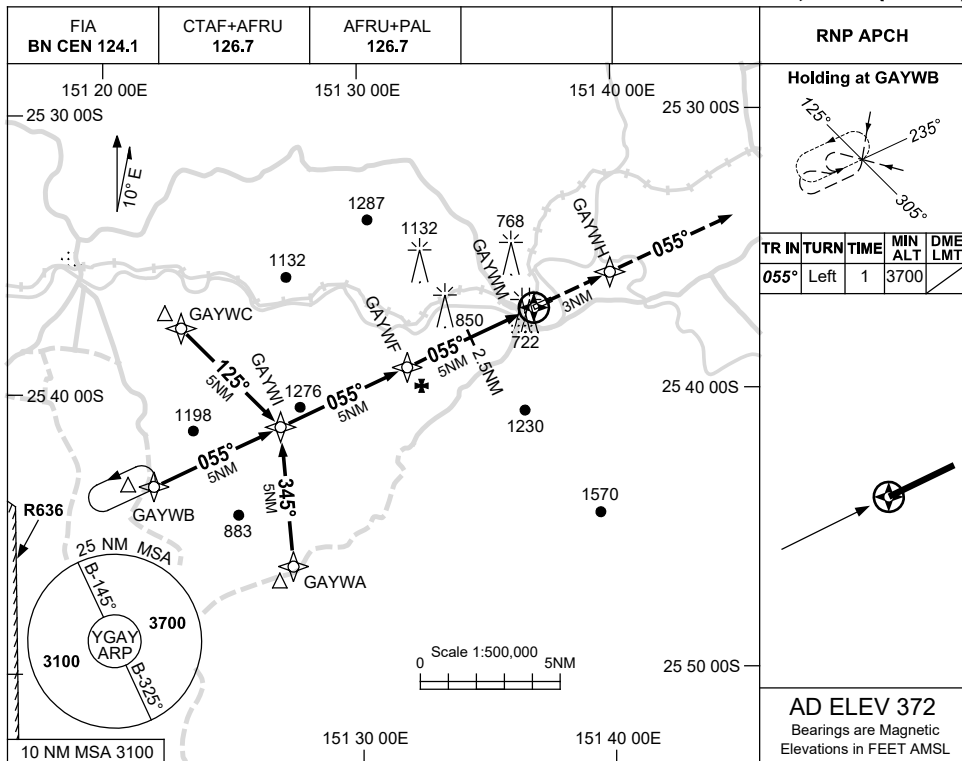 FIA
BN CEN 124.1
CTAF+AFRU
126.7
AFRU+PAL
126.7
RNP APCH
151 20 00E
151 30 00E
151 40 00E
25 30 00S
25 30 00S
10° E
Holding at GAYWB
125°
235°
305°
TR IN
TURN
TIME
MIN ALT
DME LMT
055°
Left
1
3700
1287
1132
1132
768
GAYWH
055°
GAYWM
3NM
850
722
GAYWC
GAYWF
055°
5NM
2.5NM
125°
5NM
GAYWI
25 40 00S
25 40 00S
1276
055°
5NM
1198
1230
055°
5NM
GAYWB
345°
5NM
883
1570
GAYWA
R636
25 NM MSA
B-145°
3700
YGAY
ARP
3100
B-325°
Scale 1:500,000
0
5NM
25 50 00S
10 NM MSA 3100
151 30 00E
151 40 00E
AD ELEV 372
Bearings are Magnetic
Elevations in FEET AMSL